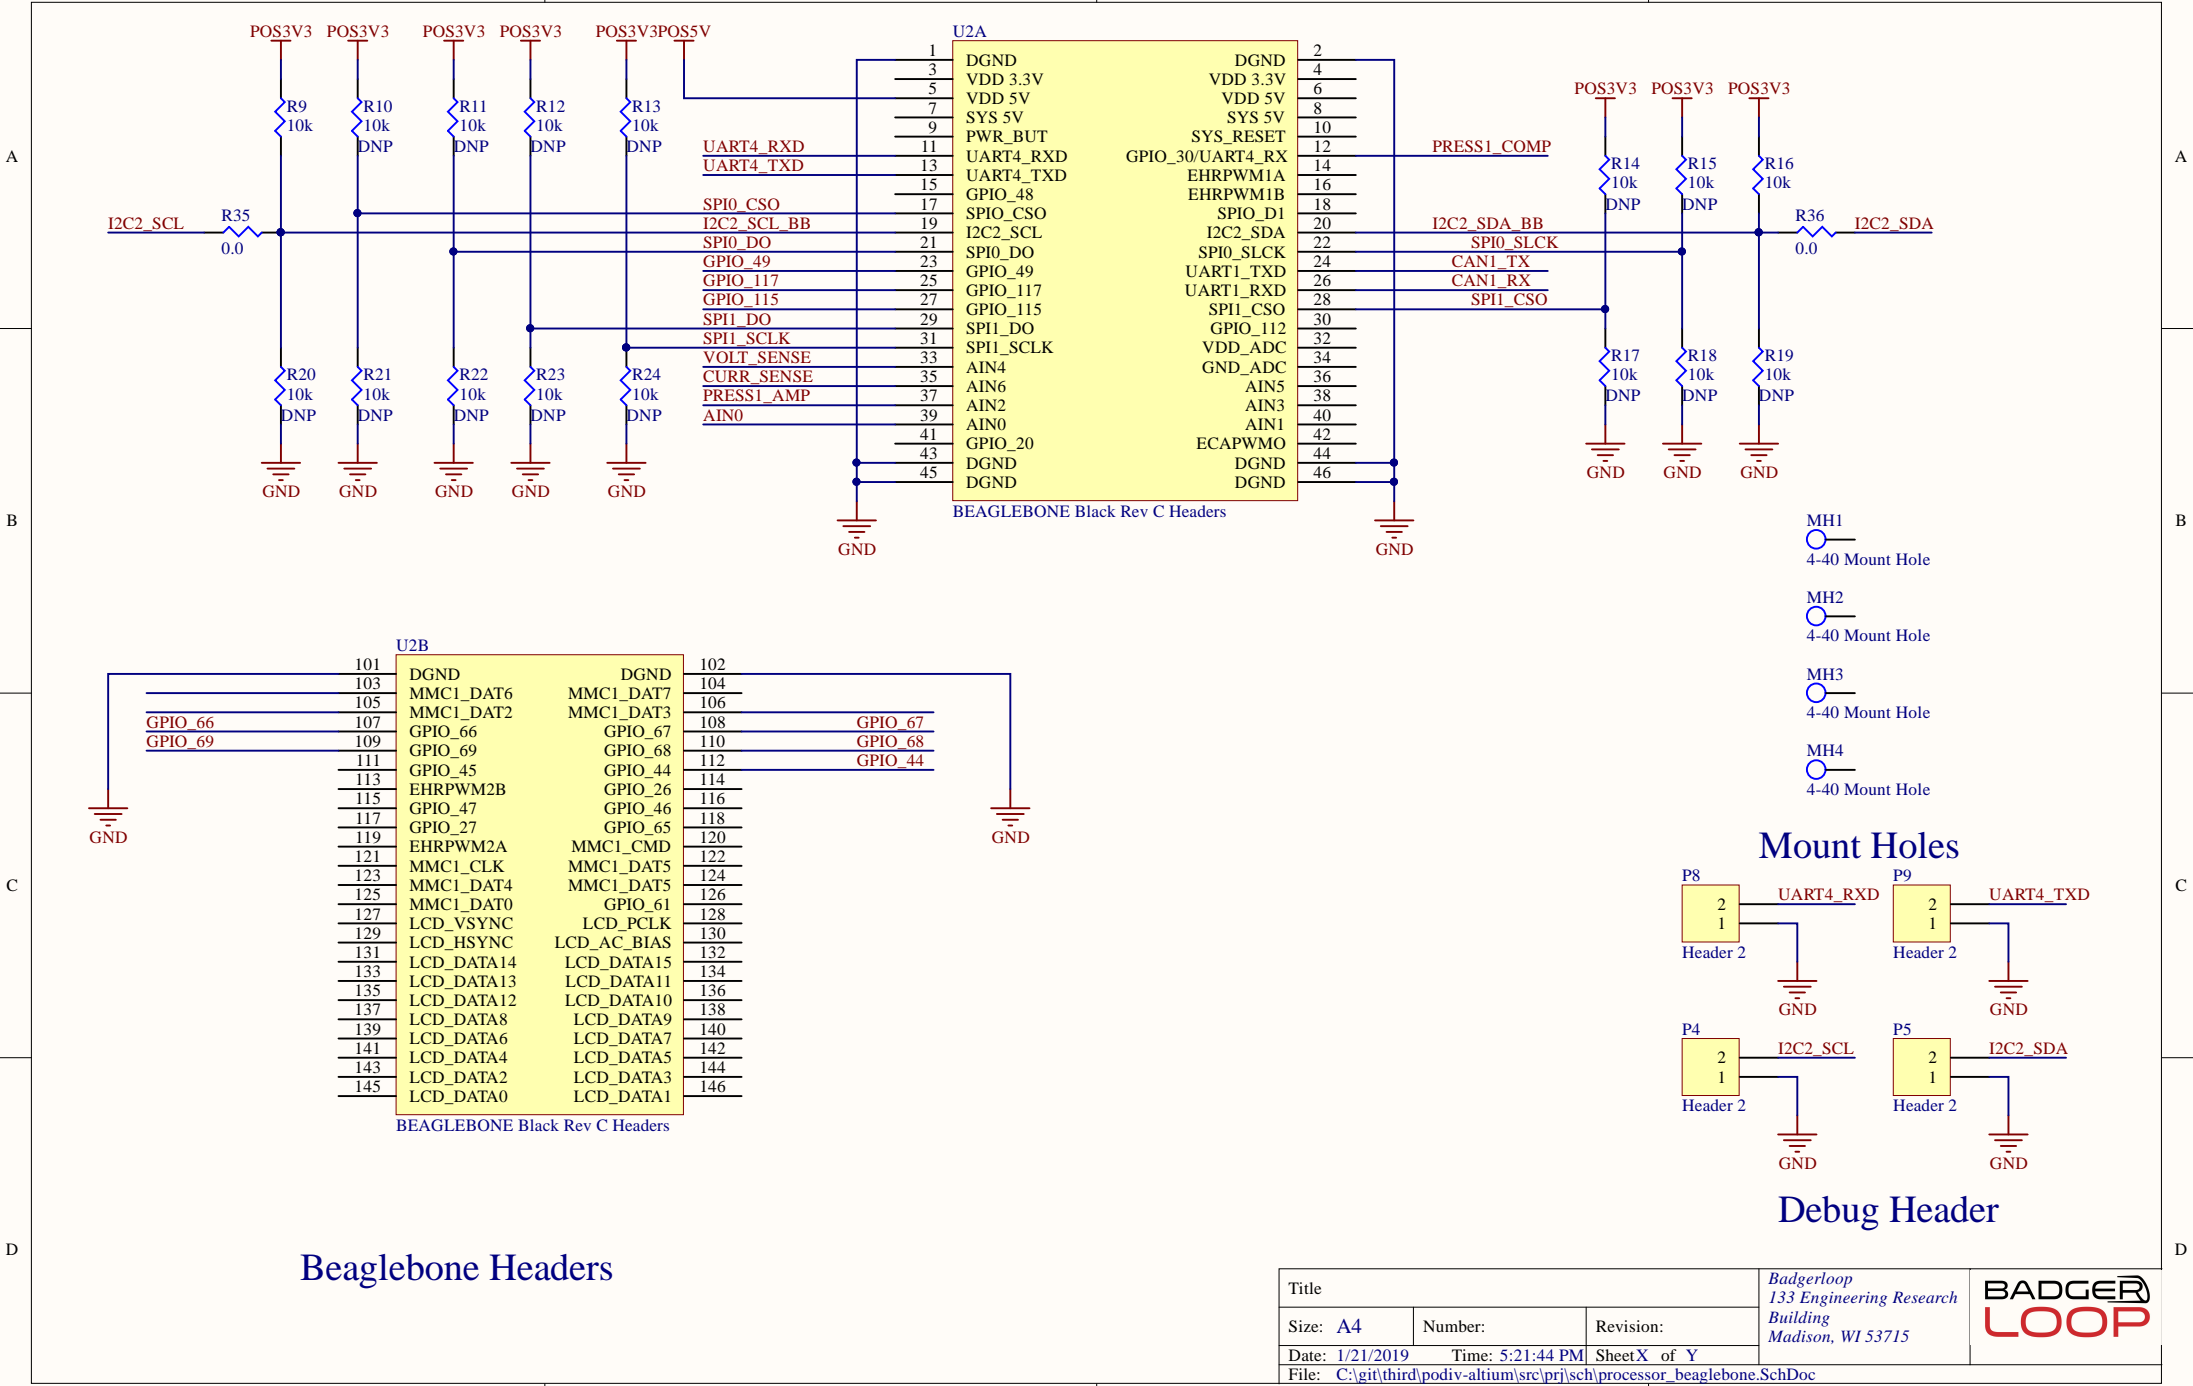 POS3V3 POS3V3 POS3V3 POS3V3 POS3V3 POS5V
R9 10k
R10 10k DNP
R11 10k DNP
R12 10k DNP
R13 10k DNP
I2C2_SCL
R35 0.0
R20 10k DNP
R21 10k DNP
R22 10k DNP
R23 10k DNP
R24 10k DNP
GND GND GND GND GND
UART4_RXD
UART4_TXD
SPI0_CSO
I2C2_SCL_BB
SPI0_DO
GPIO_49
GPIO_117
GPIO_115
SPI1_DO
SPI1_SCLK
VOLT_SENSE
CURR_SENSE
PRESS1_AMP
AIN0
U2A
1 DGND DGND 2
3 VDD 3.3V VDD 3.3V 4
5 VDD 5V VDD 5V 6
7 SYS 5V SYS 5V 8
9 PWR_BUT SYS_RESET 10
11 UART4_RXD GPIO_30/UART4_RX 12
13 UART4_TXD EHRPWM1A 14
15 GPIO_48 EHRPWM1B 16
17 SPIO_CSO SPIO_D1 18
19 I2C2_SCL I2C2_SDA 20
21 SPI0_DO SPI0_SLCK 22
23 GPIO_49 UART1_TXD 24
25 GPIO_117 UART1_RXD 26
27 GPIO_115 SPI1_CSO 28
29 SPI1_DO GPIO_112 30
31 SPI1_SCLK VDD_ADC 32
33 AIN4 GND_ADC 34
35 AIN6 AIN5 36
37 AIN2 AIN3 38
39 AIN0 AIN1 40
41 GPIO_20 ECAPWMO 42
43 DGND DGND 44
45 DGND DGND 46
BEAGLEBONE Black Rev C Headers
GND GND
PRESS1_COMP
I2C2_SDA_BB
SPI0_SLCK
CAN1_TX
CAN1_RX
SPI1_CSO
POS3V3 POS3V3 POS3V3
R14 10k DNP
R15 10k DNP
R16 10k
R36 0.0
I2C2_SDA
R17 10k DNP
R18 10k DNP
R19 10k DNP
GND GND GND
A A
B B
C C
D D
MH1
4-40 Mount Hole
MH2
4-40 Mount Hole
MH3
4-40 Mount Hole
MH4
4-40 Mount Hole
Mount Holes
U2B
101 DGND DGND 102
103 MMC1_DAT6 MMC1_DAT7 104
105 MMC1_DAT2 MMC1_DAT3 106
GPIO_66 107 GPIO_66 GPIO_67 108 GPIO_67
GPIO_69 109 GPIO_69 GPIO_68 110 GPIO_68
111 GPIO_45 GPIO_44 112 GPIO_44
113 EHRPWM2B GPIO_26 114
115 GPIO_47 GPIO_46 116
117 GPIO_27 GPIO_65 118
119 EHRPWM2A MMC1_CMD 120
121 MMC1_CLK MMC1_DAT5 122
123 MMC1_DAT4 MMC1_DAT5 124
125 MMC1_DAT0 GPIO_61 126
127 LCD_VSYNC LCD_PCLK 128
129 LCD_HSYNC LCD_AC_BIAS 130
131 LCD_DATA14 LCD_DATA15 132
133 LCD_DATA13 LCD_DATA11 134
135 LCD_DATA12 LCD_DATA10 136
137 LCD_DATA8 LCD_DATA9 138
139 LCD_DATA6 LCD_DATA7 140
141 LCD_DATA4 LCD_DATA5 142
143 LCD_DATA2 LCD_DATA3 144
145 LCD_DATA0 LCD_DATA1 146
BEAGLEBONE Black Rev C Headers
GND GND
Beaglebone Headers
P8 2 1 Header 2 UART4_RXD GND
P9 2 1 Header 2 UART4_TXD GND
P4 2 1 Header 2 I2C2_SCL GND
P5 2 1 Header 2 I2C2_SDA GND
Debug Header
Title
Size: A4 Number: Revision:
Date: 1/21/2019 Time: 5:21:44 PM SheetX of Y
File: C:\git\third\podiv-altium\src\prj\sch\processor_beaglebone.SchDoc
Badgerloop
133 Engineering Research
Building
Madison, WI 53715
BADGER
LOOP